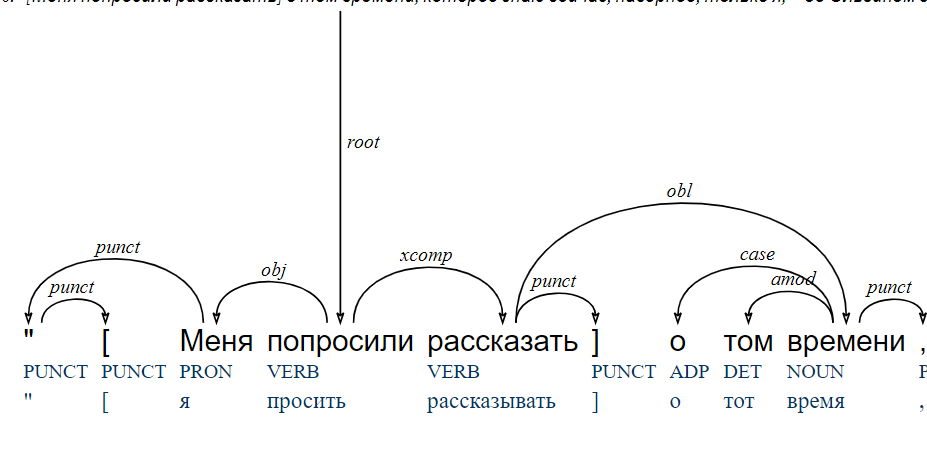 root
obl
punct
xcomp
case
obj
punct
amod
punct
punct
" [ Меня попросили рассказать ] о том времени ,
PUNCT PUNCT PRON VERB VERB PUNCT ADP DET NOUN P
" [ я просить рассказывать ] о тот время ,